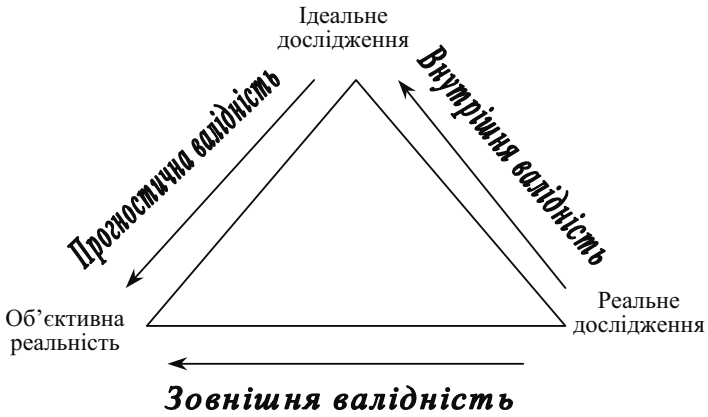 Ідеальне
дослідження
Прогностична валідність
Внутрішня валідність
Об’єктивна
реальність
Реальне
дослідження
Зовнішня валідність